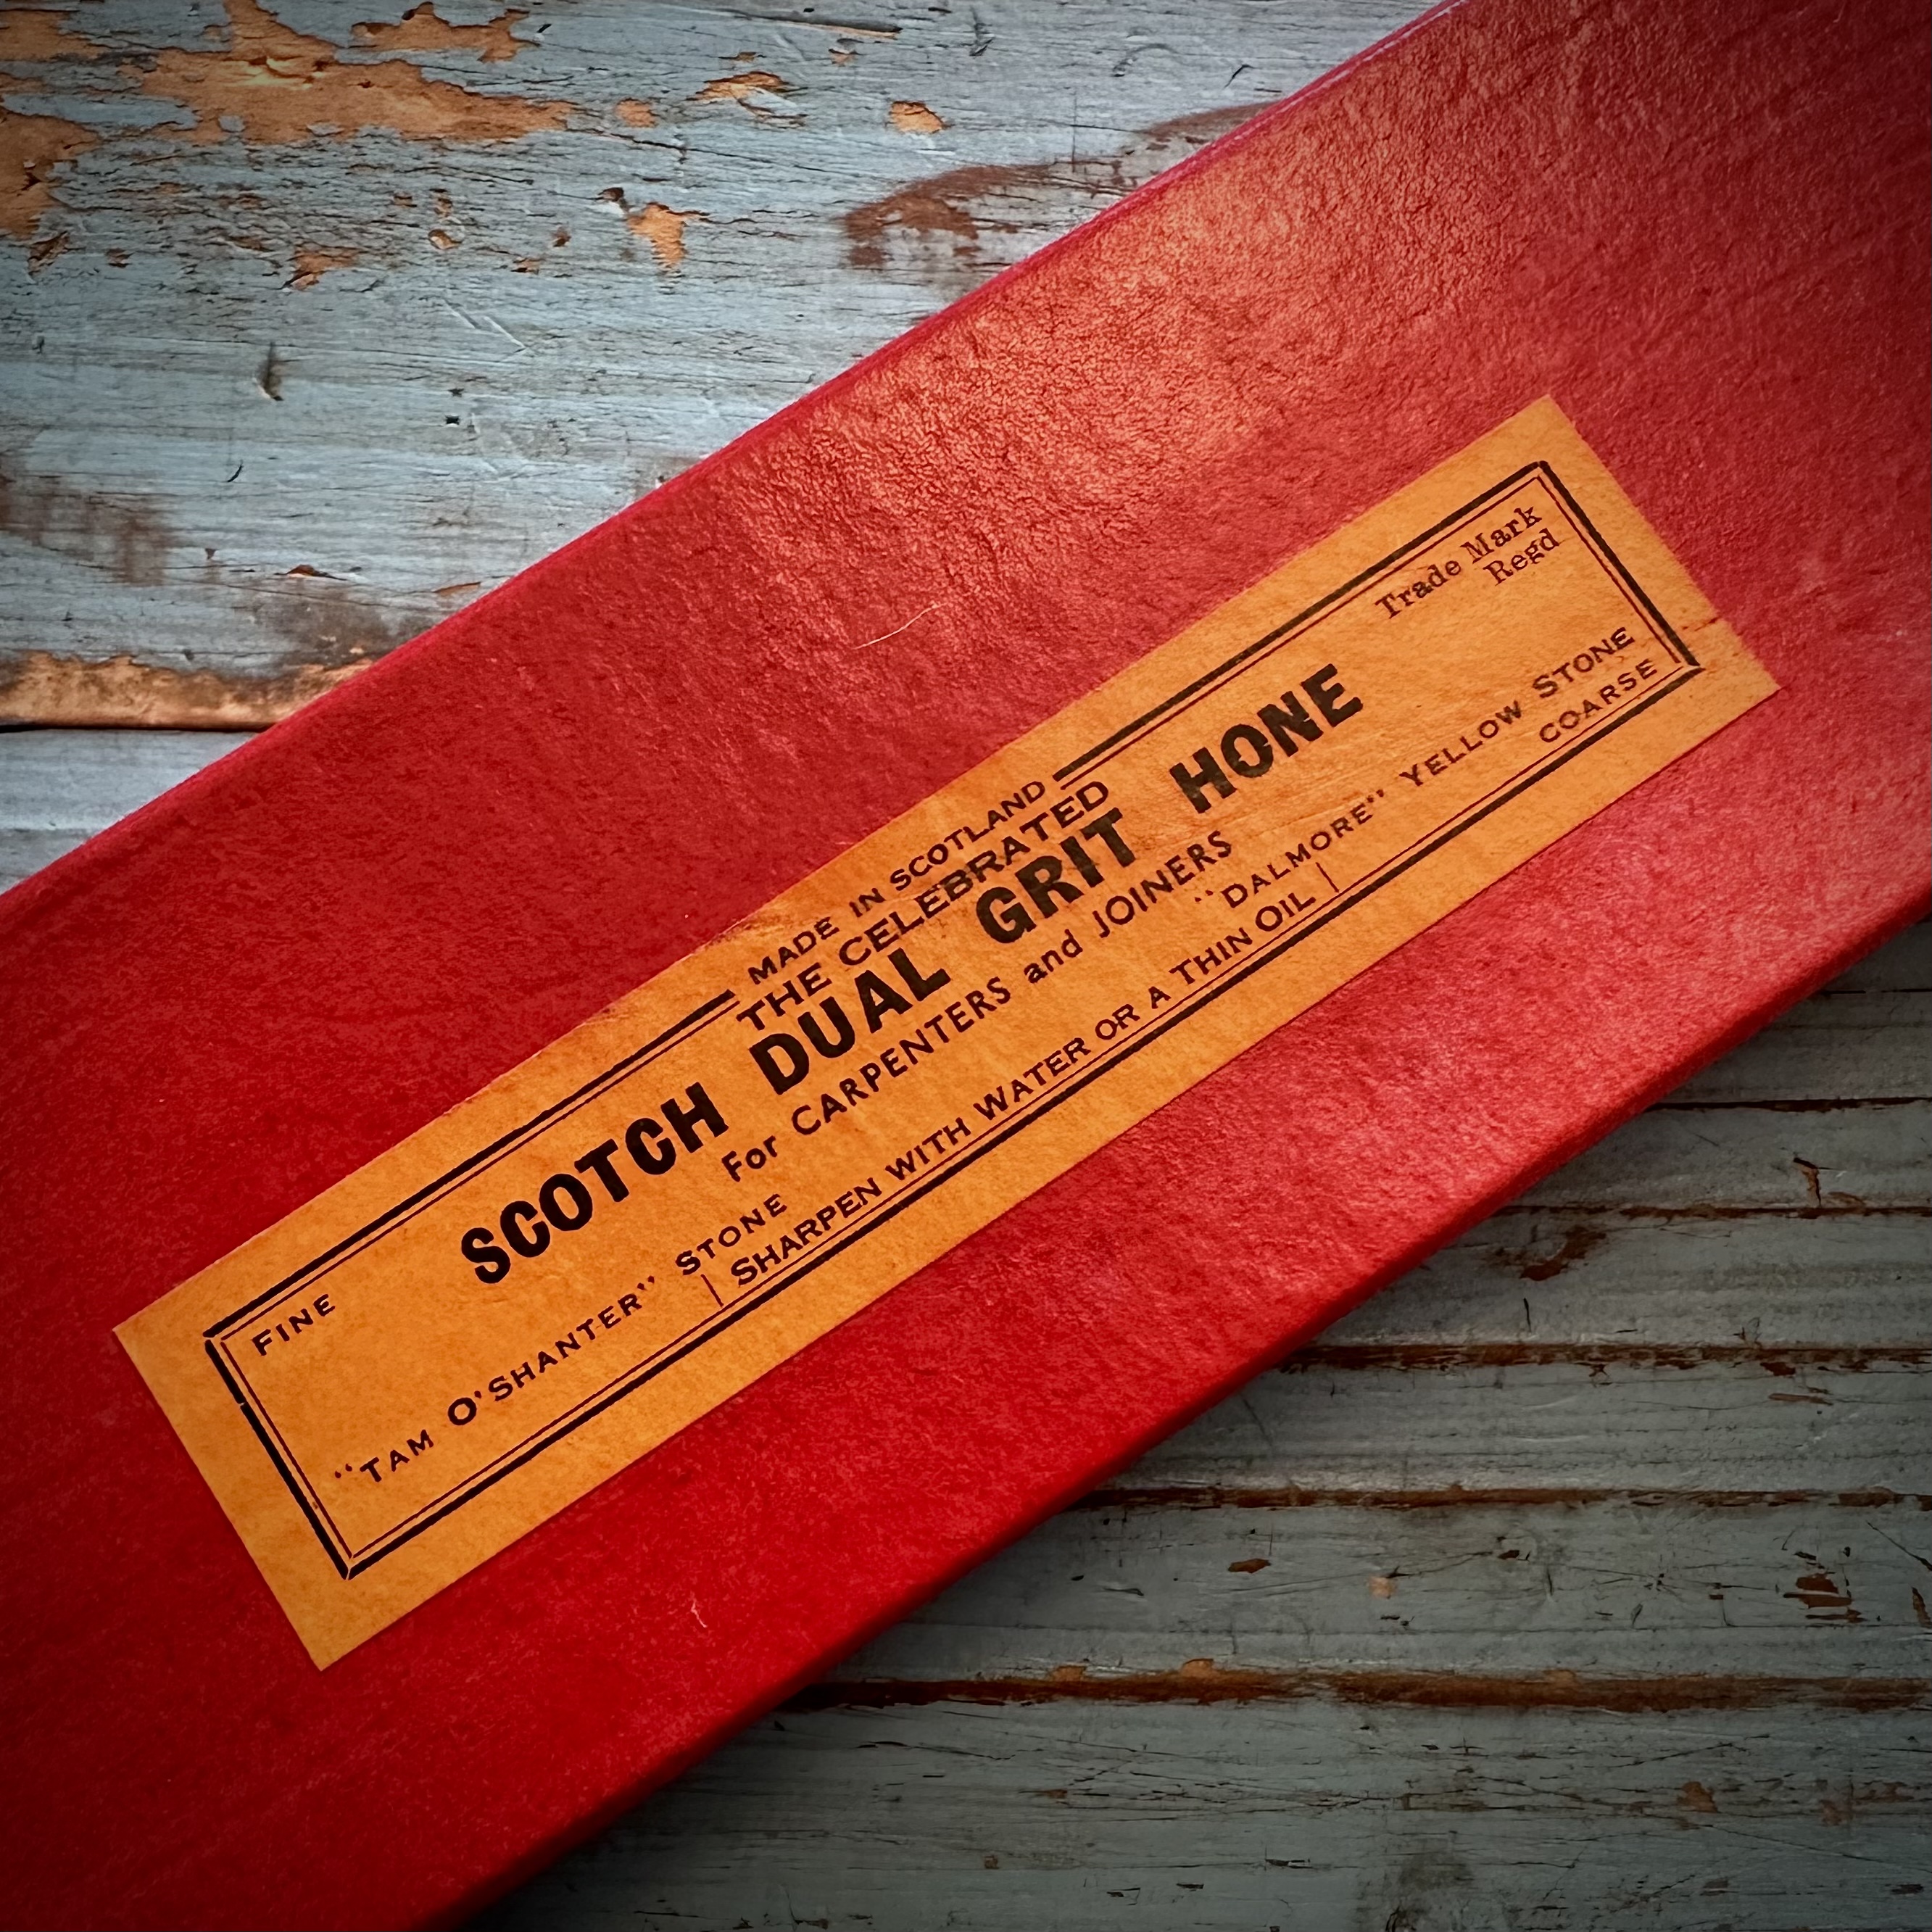 MADE IN SCOTLAND
THE CELEBRATED
Trade Mark
Regd
FINE
SCOTCH DUAL GRIT HONE
For CARPENTERS and JOINERS
“TAM O'SHANTER” STONE
“DALMORE” YELLOW STONE
COARSE
SHARPEN WITH WATER OR A THIN OIL